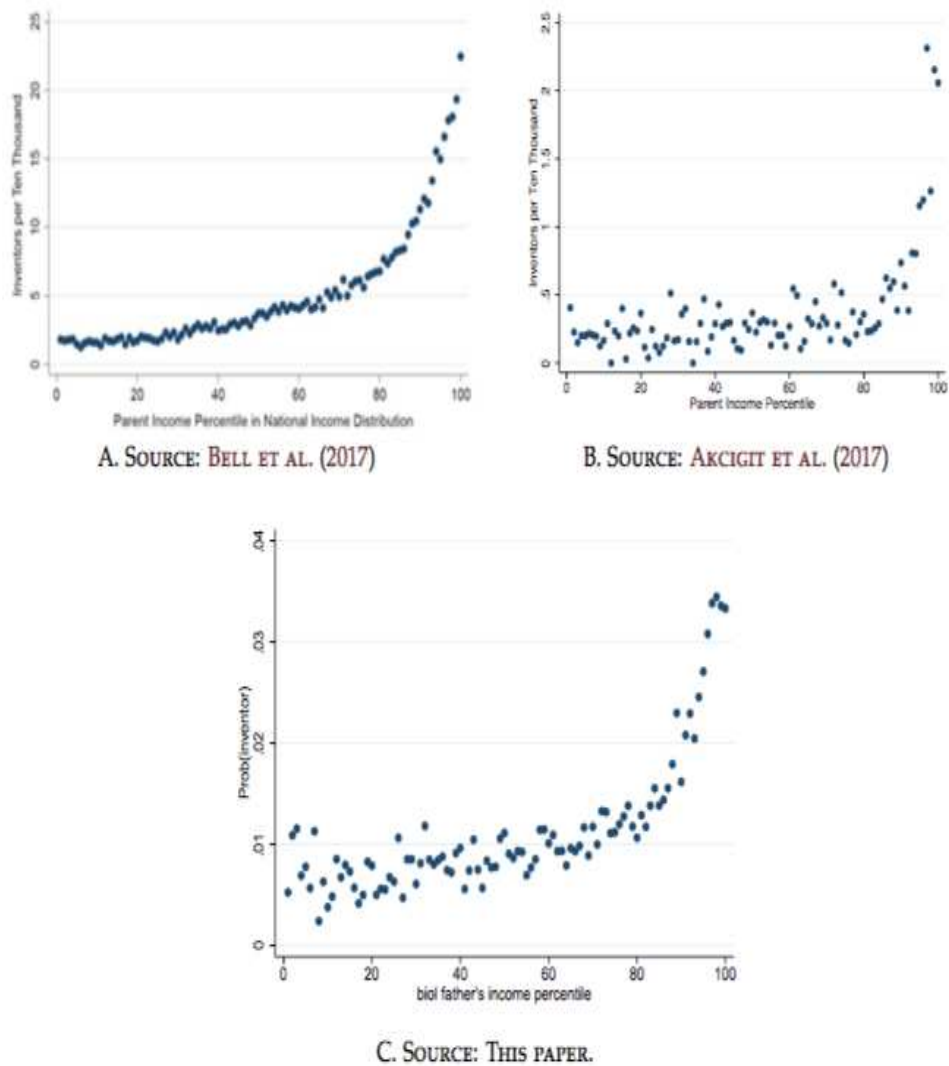 Inventors per Ten Thousand
25
20
15
10
5
0
0 20 40 60 80 100
Parent Income Percentile in National Income Distribution
A. SOURCE: BELL ET AL. (2017)
Inventors per Ten Thousand
2.5
2
1.5
1
.5
0
0 20 40 60 80 100
Parent Income Percentile
B. SOURCE: AKCIGIT ET AL. (2017)
Prob(inventor)
.04
.03
.02
.01
0
0 20 40 60 80 100
biol father's income percentile
C. SOURCE: THIS PAPER.